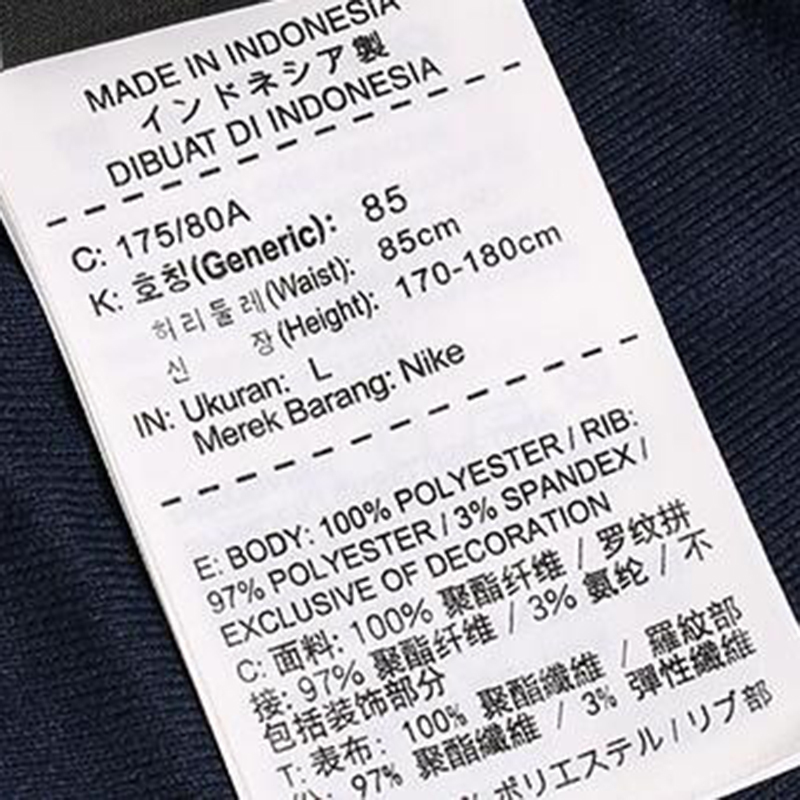 MADE IN INDONESIA
インドネシア製
DIBUAT DI INDONESIA
C: 175/80A
K: 호칭(Generic): 85
허리둘레(Waist): 85cm
신 장(Height): 170-180cm
IN: Ukuran: L
Merek Barang: Nike
E: BODY: 100% POLYESTER / RIB:
97% POLYESTER / 3% SPANDEX /
EXCLUSIVE OF DECORATION
C: 面料: 100% 聚酯纤维 / 罗纹拼
接: 97% 聚酯纤维 / 3% 氨纶 / 不
包括装饰部分
T: 表布: 100% 聚酯纖維 / 羅紋部
份: 97% 聚酯纖維 / 3% 彈性纖維
% ポリエステル / リブ部